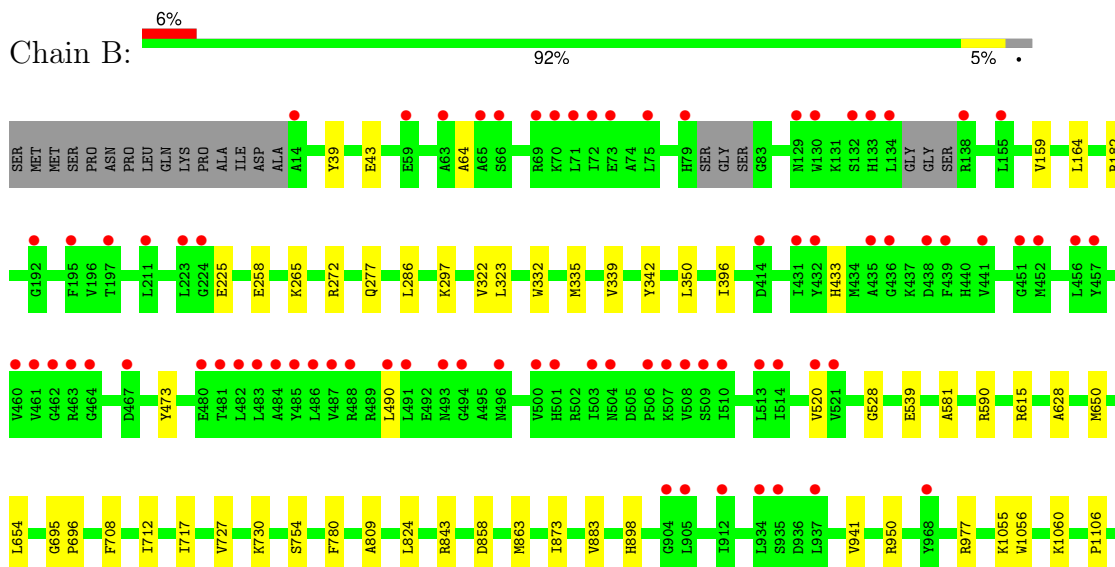 6%
Chain B:
92% 5% •
SER MET MET SER PRO ASN PRO LEU GLN LYS PRO ALA ILE ASP ALA A14 Y39 E43 E59 A63 A64 A65 S66 R69 K70 L71 I72 E73 A74 L75 H79 SER GLY SER G83 N129 W130 K131 S132 H133 L134 GLY GLY SER R138 L155 V159 L164 R182
G192 F195 V196 T197 L211 L223 G224 E225 E258 K265 R272 Q277 L286 K297 V322 L323 W332 M335 V339 Y342 L350 I396 D414 I431 Y432 H433 M434 A435 G436 K437 D438 F439 H440 V441 G451 M452 L456 Y457
V460 V461 G462 R463 G464 D467 Y473 E480 T481 L482 L483 A484 Y485 L486 V487 R488 R489 L490 L491 E492 N493 G494 A495 N496 V500 H501 R502 I503 N504 D505 P506 K507 V508 S509 I510 L513 I514 V520 V521 G528 E539 A581 R590 R615 A628 M650
L654 G695 P696 F708 I712 I717 V727 K730 S754 F780 A809 L824 R843 D858 M863 I873 V883 H898 G904 L905 I912 L934 S935 D936 L937 V941 R950 Y968 R977 K1055 W1056 K1060 P1106